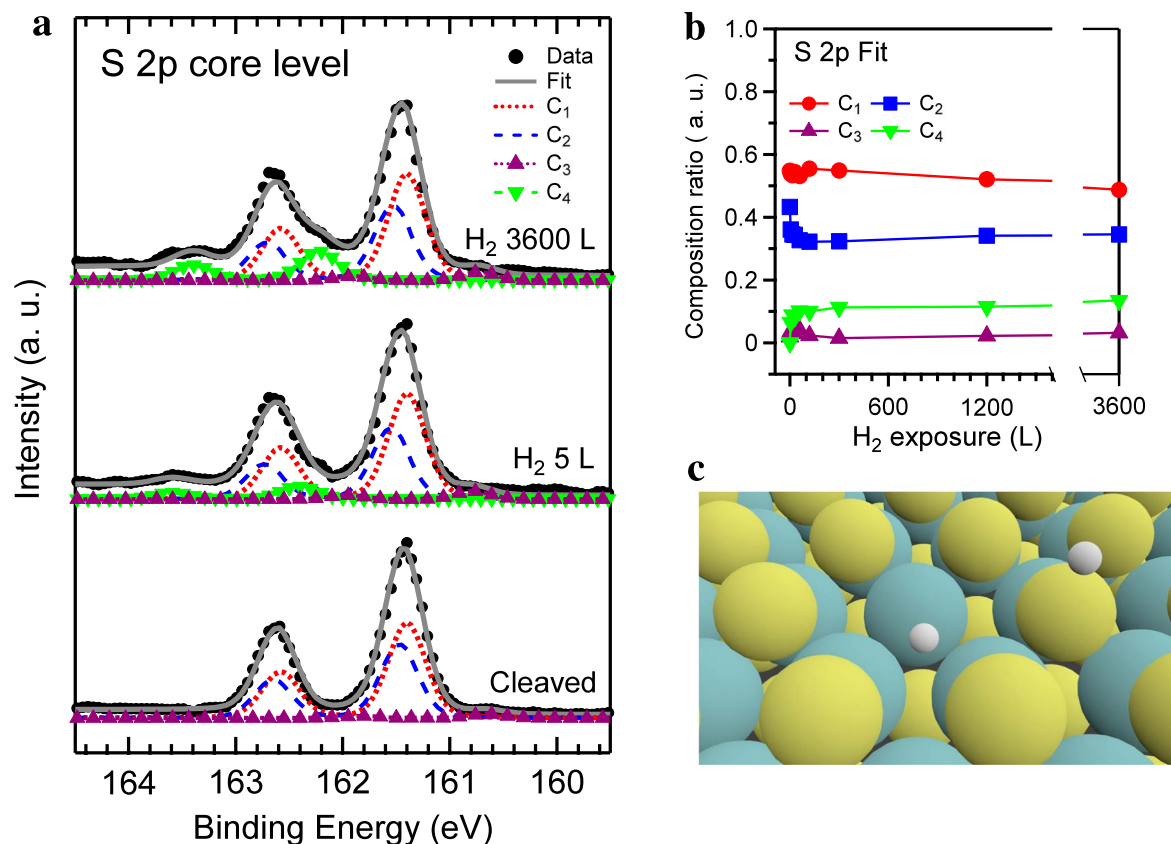 a
S 2p core level
Data
Fit
C1
C2
C3
C4
H2 3600 L
H2 5 L
Cleaved
Intensity (a. u.)
164 163 162 161 160
Binding Energy (eV)
b
S 2p Fit
C1 C2
C3 C4
1.0
0.8
0.6
0.4
0.2
0
Composition ratio ( a. u.)
0 600 1200 3600
H2 exposure (L)
c